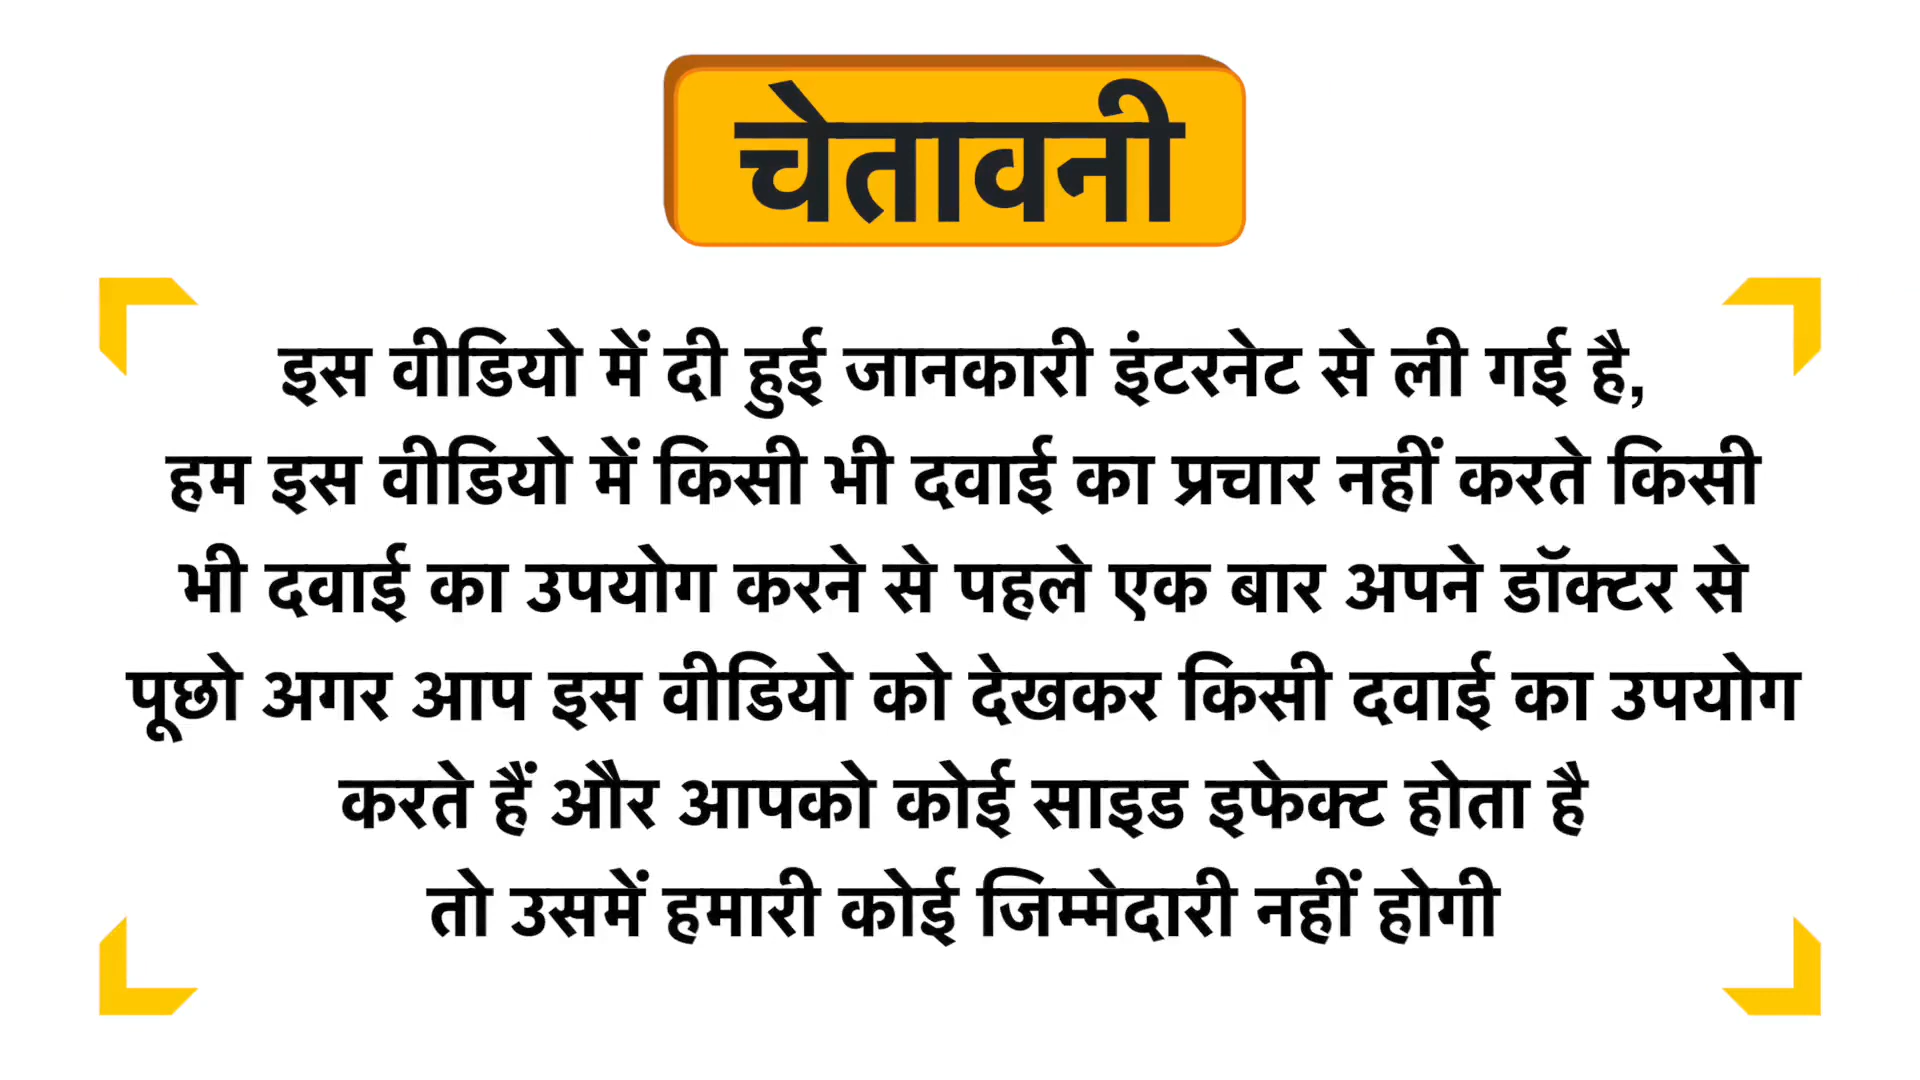 चेतावनी
इस वीडियो में दी हुई जानकारी इंटरनेट से ली गई है,
हम इस वीडियो में किसी भी दवाई का प्रचार नहीं करते किसी
भी दवाई का उपयोग करने से पहले एक बार अपने डॉक्टर से
पूछो अगर आप इस वीडियो को देखकर किसी दवाई का उपयोग
करते हैं और आपको कोई साइड इफेक्ट होता है
तो उसमें हमारी कोई जिम्मेदारी नहीं होगी